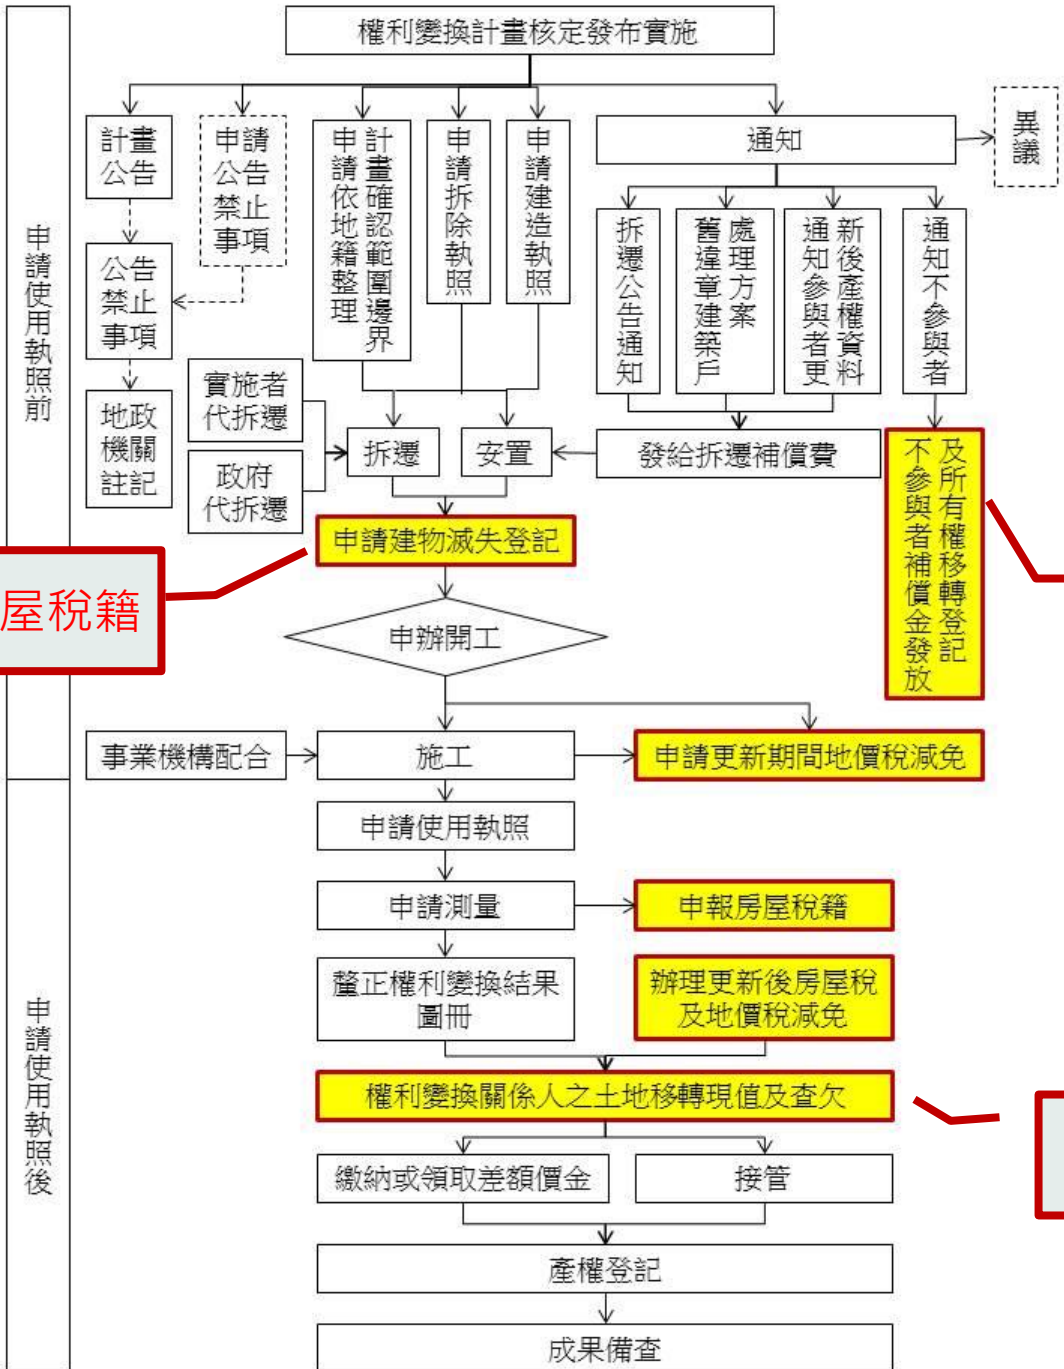 權利變換計畫核定發布實施
申請使用執照前
計畫
公告
申請
公告
禁止
事項
申請依地籍整理
計畫確認範圍邊界
申請拆除執照
申請建造執照
通知
異議
公告
禁止
事項
拆遷公告通知
舊違章建築戶
處理方案
通知參與者更
新後產權資料
通知不參與者
地政
機關
註記
實施者
代拆遷
政府
代拆遷
拆遷
安置
發給拆遷補償費
不參與者補償金發放
及所有權移轉登記
申請建物滅失登記
屋稅籍
申辦開工
事業機構配合
施工
申請更新期間地價稅減免
申請使用執照後
申請使用執照
申請測量
申報房屋稅籍
釐正權利變換結果
圖冊
辦理更新後房屋稅
及地價稅減免
權利變換關係人之土地移轉現值及查欠
繳納或領取差額價金
接管
產權登記
成果備查